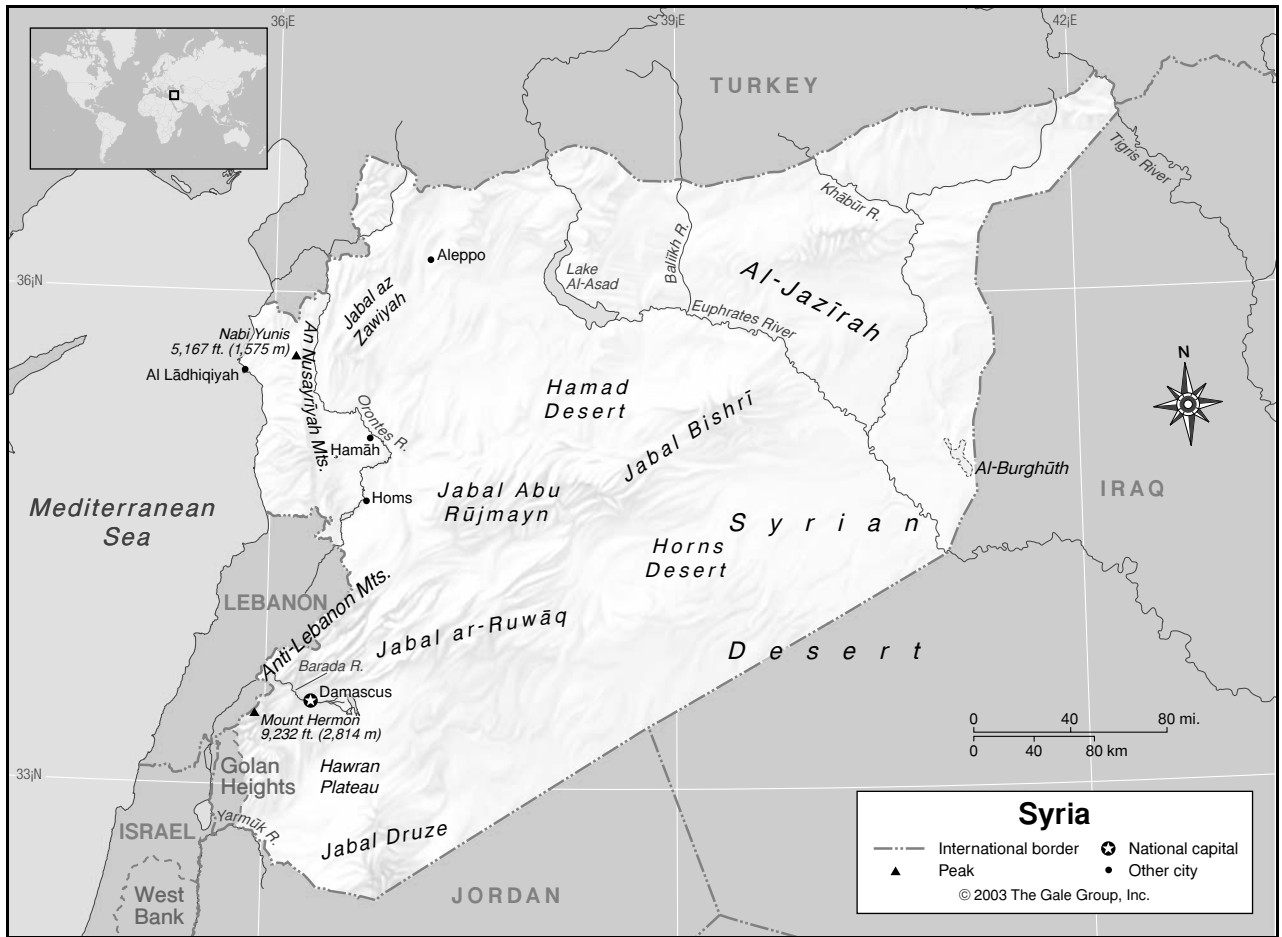 36¡E
39¡E
42¡E
TURKEY
Tigris River
Khābūr R.
Balīkh R.
Aleppo
Lake
Al-Asad
Al-Jazīrah
36¡N
Jabal az
Zawiyah
Euphrates River
Nabi Yunis
5,167 ft. (1,575 m)
An Nusayrīyah Mts.
Al Lādhiqīyah
N
Hamad
Desert
Orontes R.
Jabal Bishrī
Ḥamāh
Al-Burghūth
Homs
Jabal Abu
Rūjmayn
IRAQ
Mediterranean
Sea
Syrian
Horns
Desert
LEBANON
Anti-Lebanon Mts.
Jabal ar-Ruwāq
Desert
Barada R.
Damascus
Mount Hermon
9,232 ft. (2,814 m)
0 40 80 mi.
0 40 80 km
33¡N
Golan
Heights
Hawran
Plateau
Yarmūk R.
ISRAEL
Jabal Druze
West
Bank
JORDAN
Syria
International border
National capital
Peak
Other city
© 2003 The Gale Group, Inc.